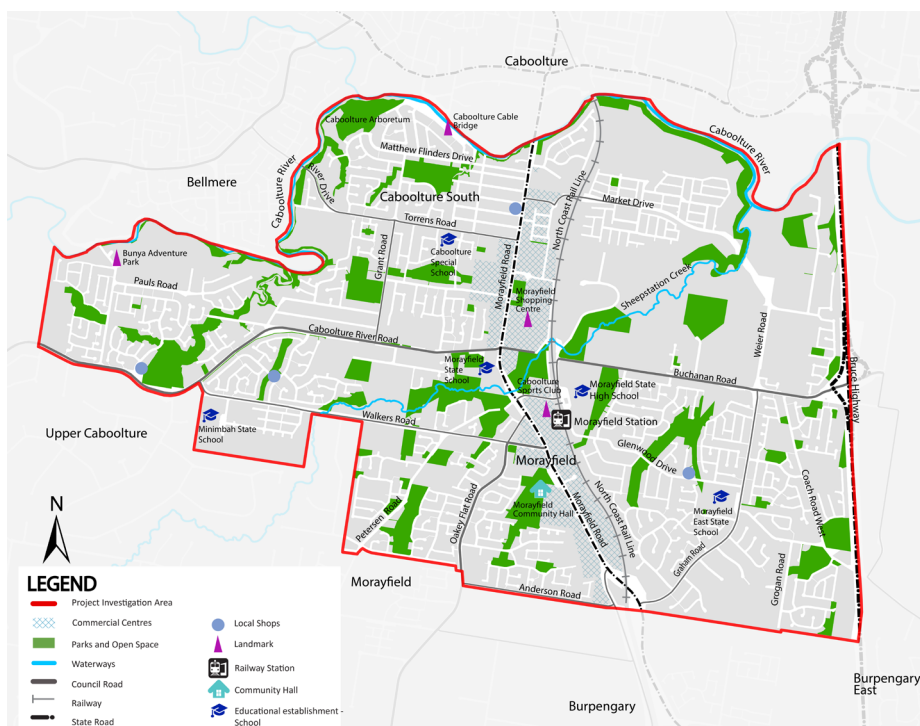 Caboolture
Caboolture Arboretum
Caboolture Cable
Bridge
Matthew Flinders Drive
Caboolture River
Bellmere
Caboolture River
River Drive
Caboolture South
North Coast Rail Line
Market Drive
Torrens Road
Grant Road
Caboolture
Special
School
Morayfield Road
Bunya Adventure
Park
Pauls Road
Sheepstation Creek
Morayfield
Shopping
Centre
Caboolture River Road
Weier Road
Bruce Highway
Morayfield
State
School
Caboolture
Sports Club
Buchanan Road
Morayfield State
High School
Morayfield Station
Walkers Road
Minimbah State
School
Upper Caboolture
Glenwood Drive
Morayfield
Oakey Flat Road
Morayfield
Community Hall
Morayfield Road
North Coast Rail Line
Morayfield
East State
School
Coach Road West
Petersen Road
Graham Road
Grogan Road
Anderson Road
Morayfield
N
Burpengary
Burpengary
East
LEGEND
Project Investigation Area
Commercial Centres
Parks and Open Space
Waterways
Council Road
Railway
State Road
Local Shops
Landmark
Railway Station
Community Hall
Educational establishment -
School